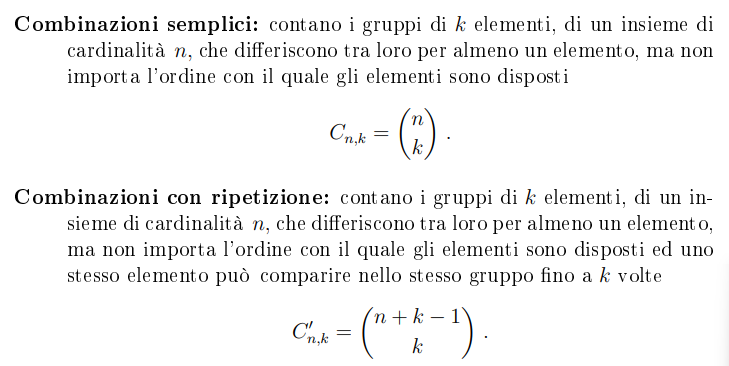 Combinazioni semplici: contano i gruppi di k elementi, di un insieme di
cardinalità n, che differiscono tra loro per almeno un elemento, ma non
importa l'ordine con il quale gli elementi sono disposti
C_{n,k} = \binom{n}{k} .
Combinazioni con ripetizione: contano i gruppi di k elementi, di un in-
sieme di cardinalità n, che differiscono tra loro per almeno un elemento,
ma non importa l'ordine con il quale gli elementi sono disposti ed uno
stesso elemento può comparire nello stesso gruppo fino a k volte
C'_{n,k} = \binom{n + k − 1}{k} .